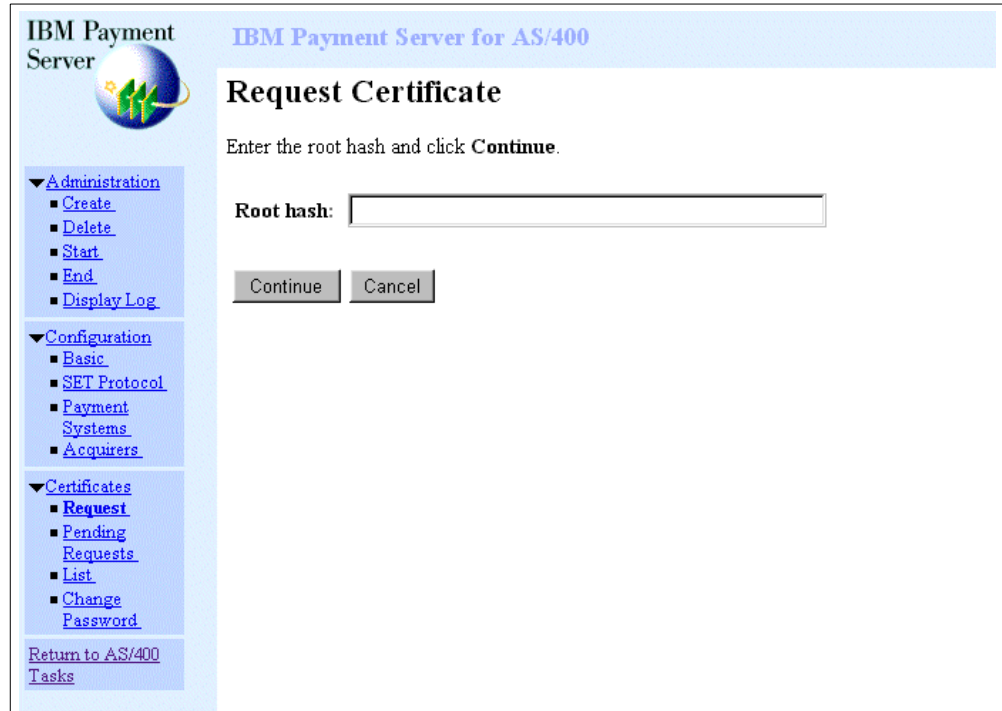 IBM Payment
Server
IBM Payment Server for AS/400
Request Certificate
Enter the root hash and click Continue.
Root hash:
Continue
Cancel
Administration
Create
Delete
Start
End
Display Log
Configuration
Basic
SET Protocol
Payment
Systems
Acquirers
Certificates
Request
Pending
Requests
List
Change
Password
Return to AS/400
Tasks